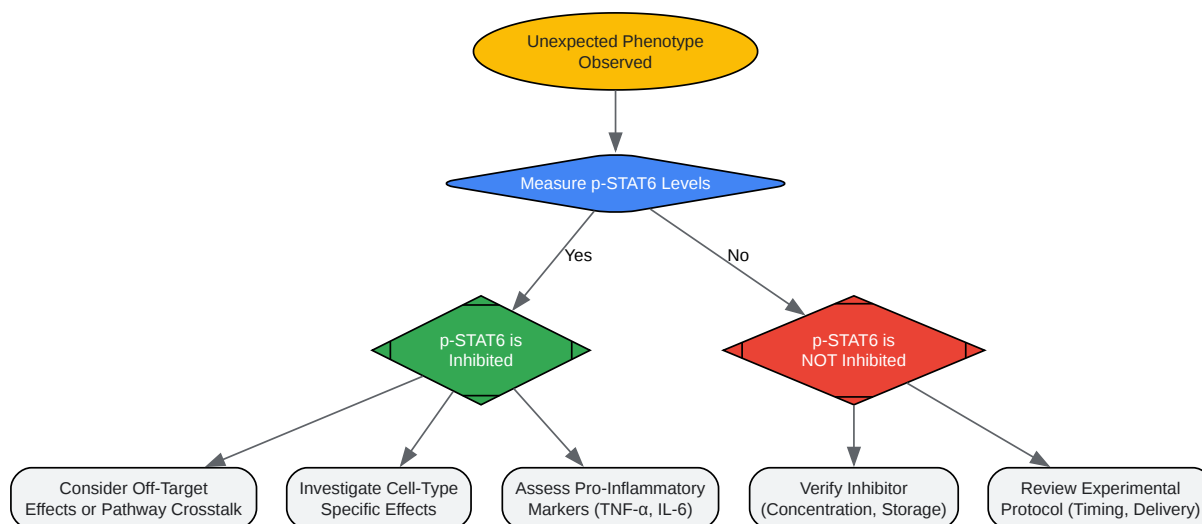 Unexpected Phenotype
Observed
Measure p-STAT6 Levels
Yes
No
p-STAT6 is
Inhibited
p-STAT6 is
NOT Inhibited
Consider Off-Target
Effects or Pathway Crosstalk
Investigate Cell-Type
Specific Effects
Assess Pro-Inflammatory
Markers (TNF-α, IL-6)
Verify Inhibitor
(Concentration, Storage)
Review Experimental
Protocol (Timing, Delivery)